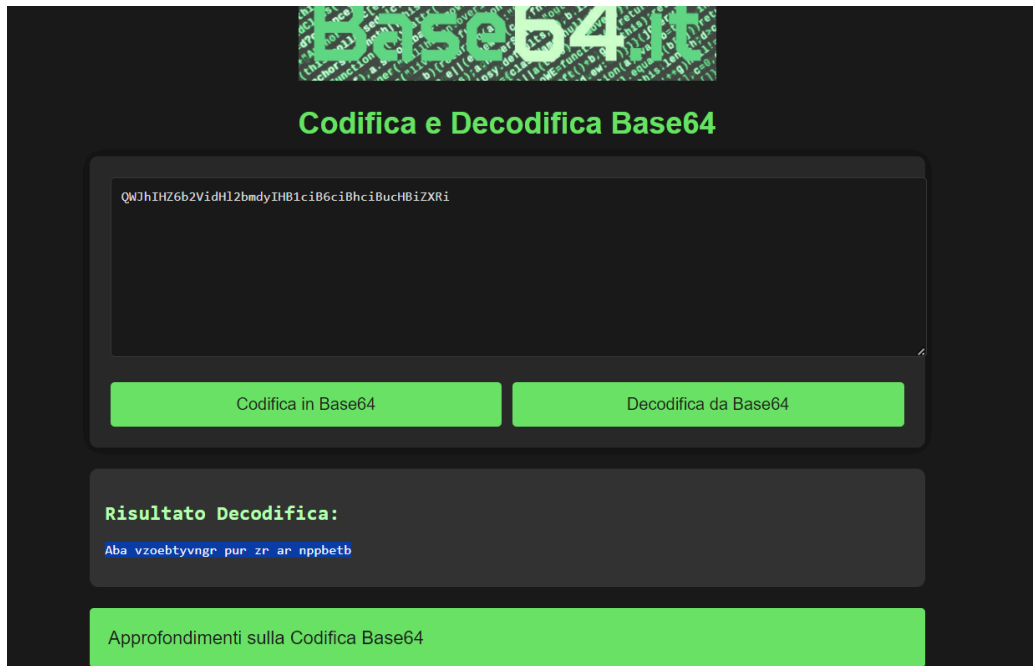 Base64.it
Codifica e Decodifica Base64
QWJhIHZ6b2VidHl2bmdyIHB1ciB6ciBhciBucHBiZXRi
Codifica in Base64
Decodifica da Base64
Risultato Decodifica:
Aba vzoebtyvngr pur zr ar nppbetb
Approfondimenti sulla Codifica Base64